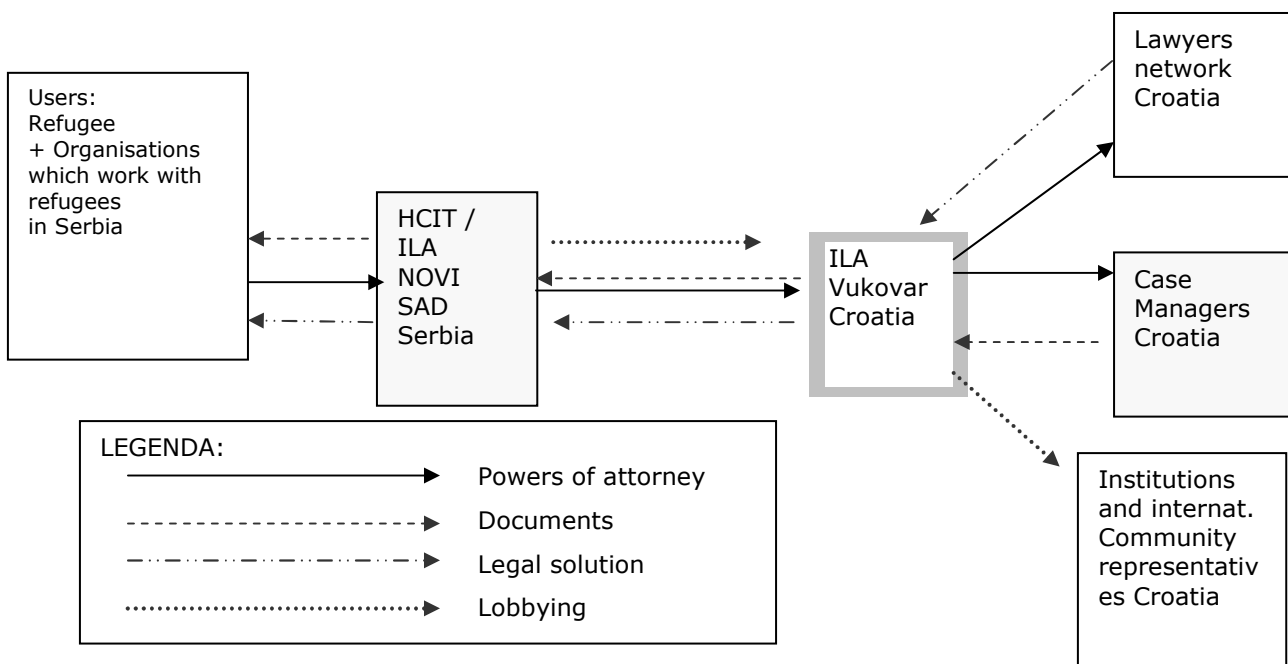 Users:
Refugee
+ Organisations
which work with
refugees
in Serbia
HCIT /
ILA
NOVI
SAD
Serbia
ILA
Vukovar
Croatia
Lawyers
network
Croatia
Case
Managers
Croatia
Institutions
and internat.
Community
representativ
es Croatia
LEGENDA:
Powers of attorney
Documents
Legal solution
Lobbying